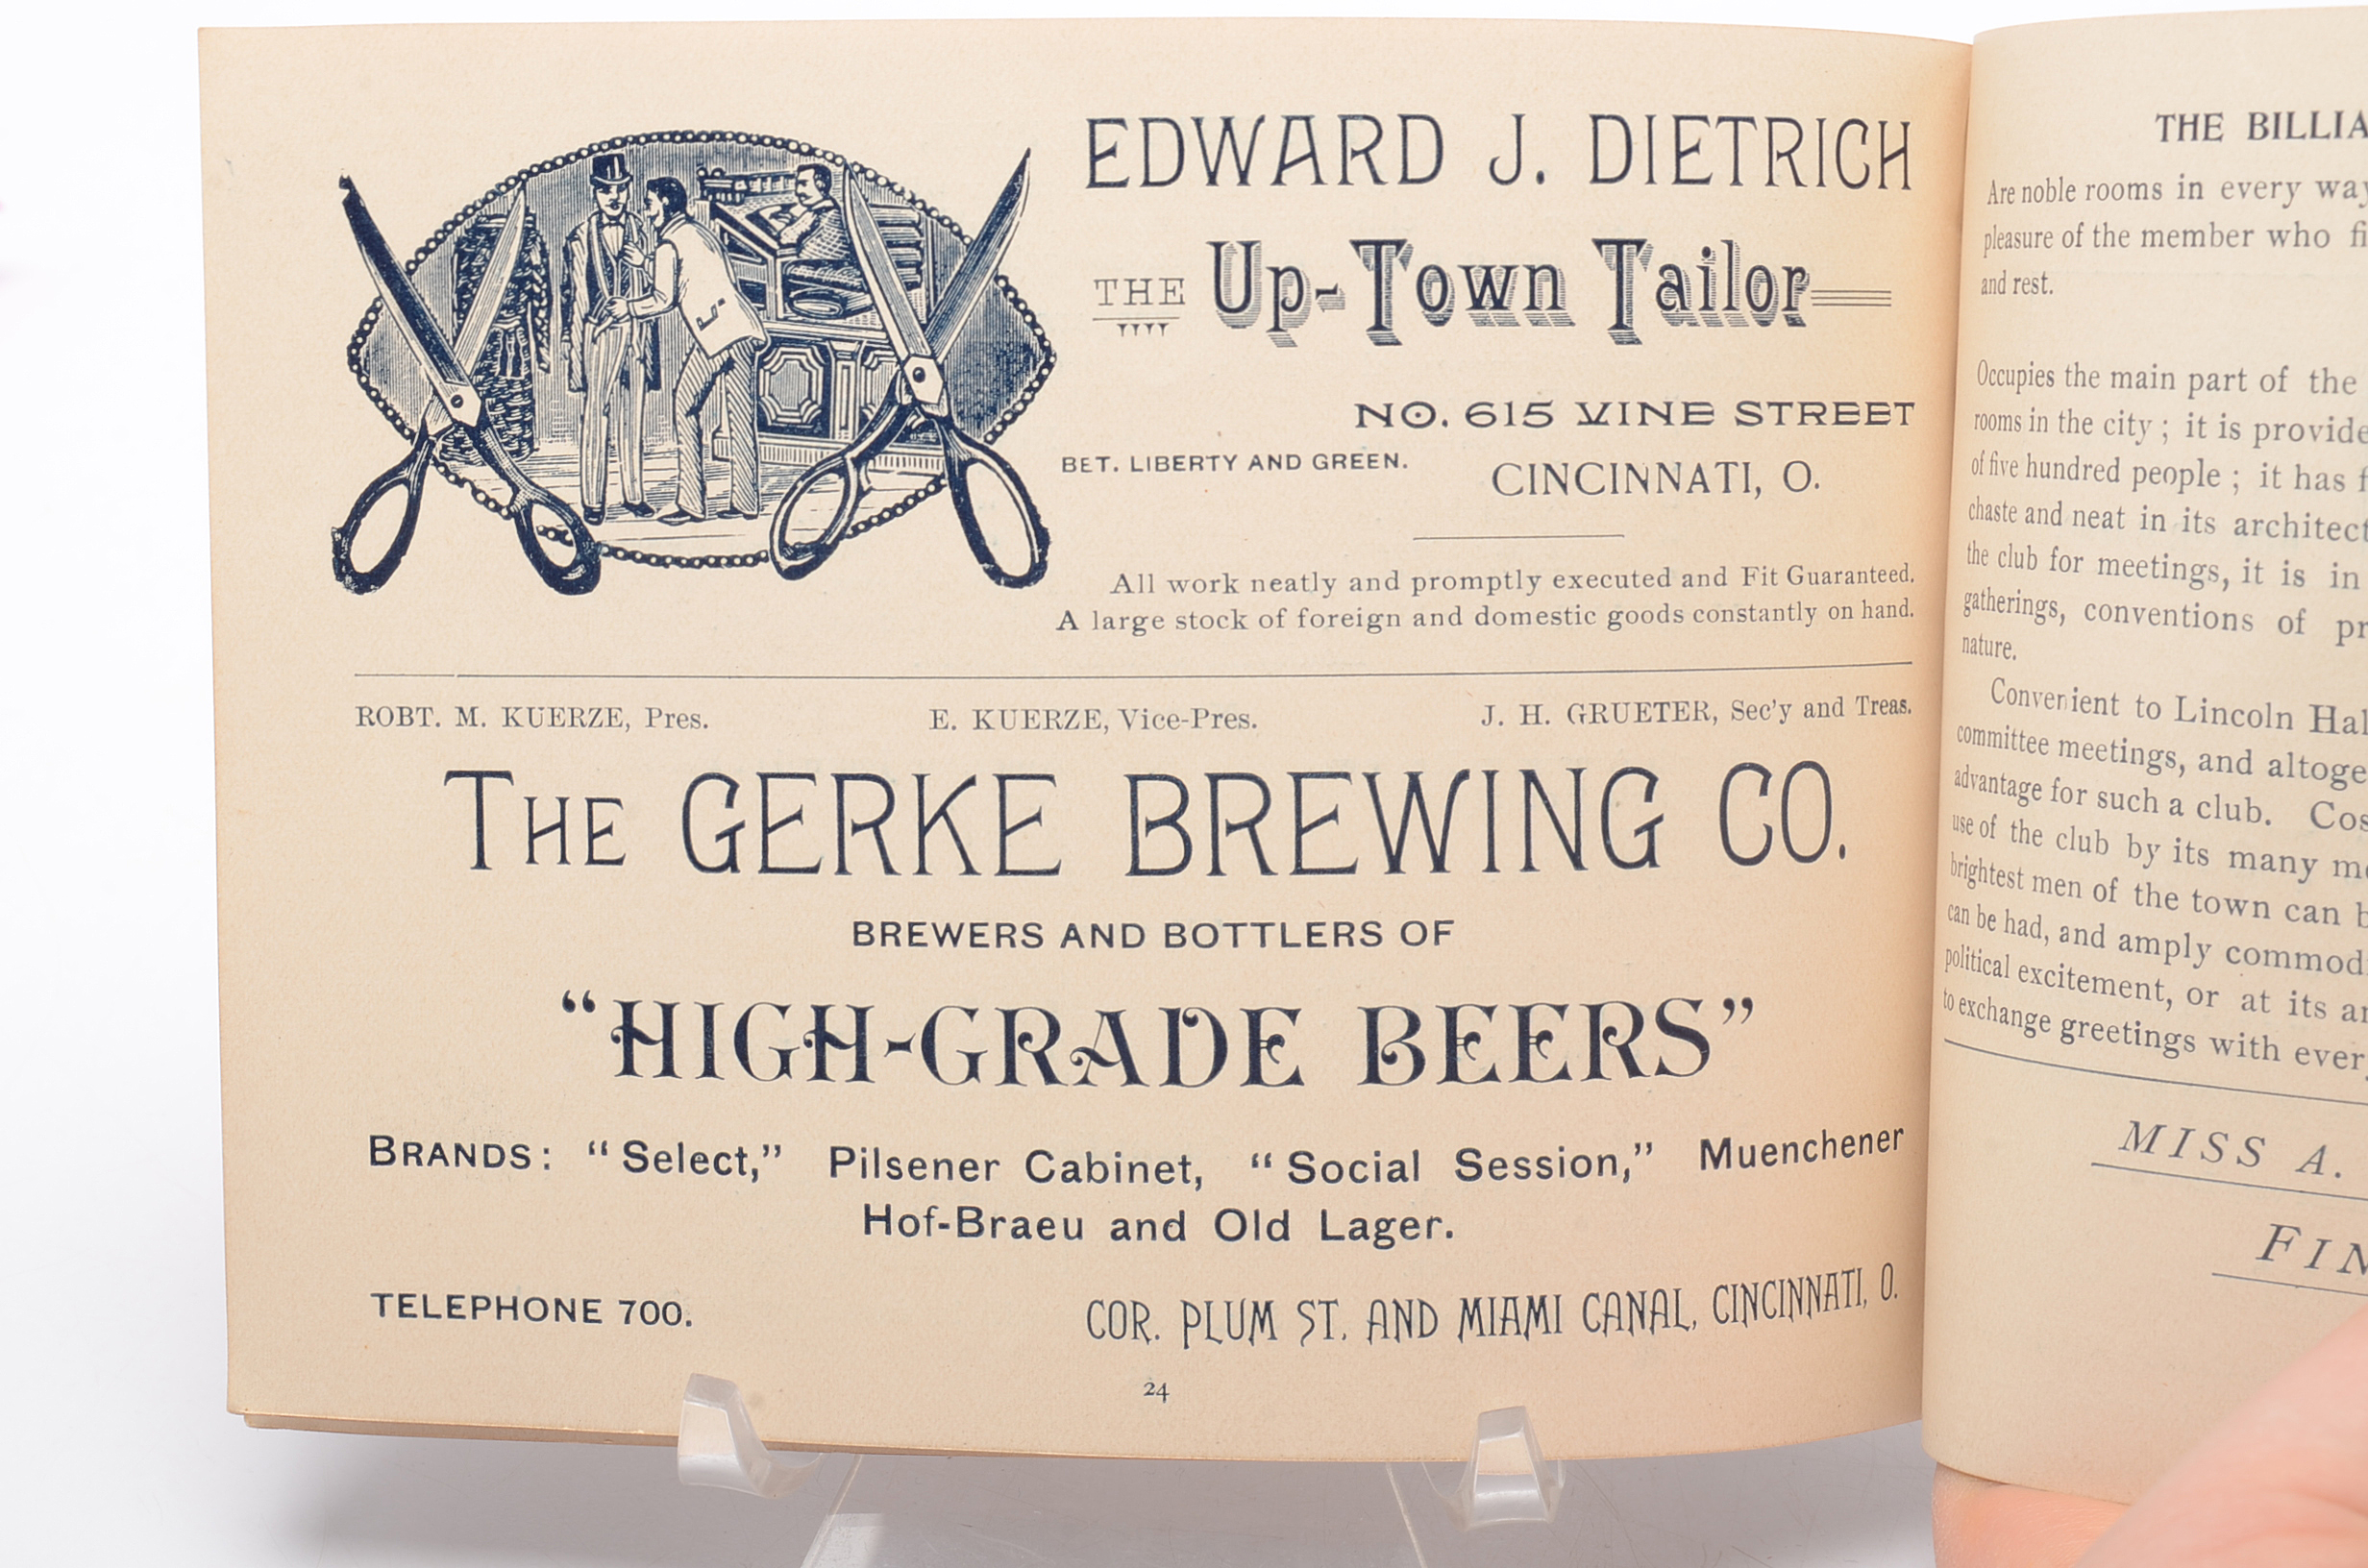 EDWARD J. DIETRICH
THE Up-Town Tailor
NO. 615 VINE STREET
BET. LIBERTY AND GREEN.
CINCINNATI, O.
All work neatly and promptly executed and Fit Guaranteed.
A large stock of foreign and domestic goods constantly on hand.
ROBT. M. KUERZE, Pres. E. KUERZE, Vice-Pres. J. H. GRUETER, Sec'y and Treas.
THE GERKE BREWING CO.
BREWERS AND BOTTLERS OF
“HIGH-GRADE BEERS”
BRANDS: “Select,” Pilsener Cabinet, “Social Session,” Muenchener
Hof-Braeu and Old Lager.
TELEPHONE 700. COR. PLUM ST. AND MIAMI CANAL, CINCINNATI, O.
24
THE
Are noble rooms in every way
pleasure of the member who
and rest.
Occupies the main part of the
rooms in the city; it is
of five hundred people; it has
chaste and neat in its
the club for meetings, it is in
gatherings, conventions of
nature.
Convenient to Lincoln
committee meetings, and
advantage for such a club.
use of the club by its many
brightest men of the town can
can be had, and amply
political excitement, or at its
to exchange greetings with
MISS A.